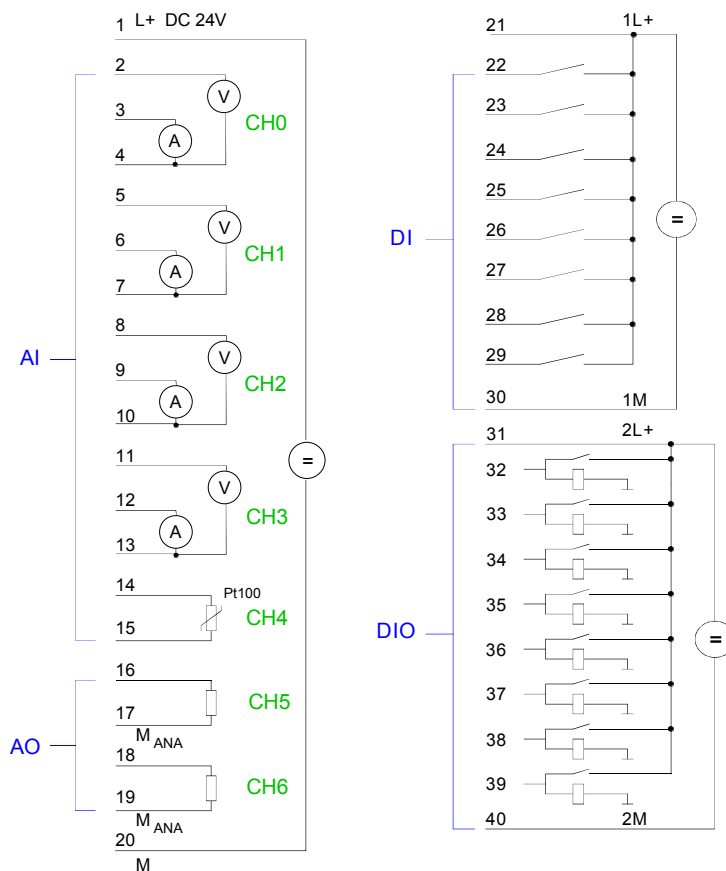 1 L+ DC 24V
2
V
CH0
3
A
4
5
V
CH1
6
A
7
8
V
AI
CH2
9
A
10
11
=
V
CH3
12
A
13
14
Pt100
CH4
15
16
CH5
17
M ANA
AO
18
CH6
19
M ANA
20
M
21 1L+
22
23
24
25
=
DI
26
27
28
29
30 1M
31 2L+
32
33
34
35
DIO
=
36
37
38
39
40 2M